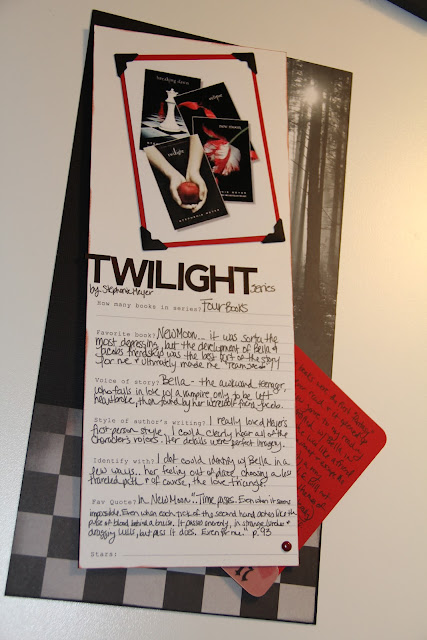 breaking dawn
eclipse
new moon
twilight
STEPHENIE MEYER
TWILIGHT series
by Stephenie Meyer
How many books in series? Four Books
Favorite book? New Moon... it was sorta the
most depressing, but the development of Bella &
Jacob's friendship was the best part of the story
for me & ultimately made me "Team Jacob"
Voice of story? Bella - the awkward teenager,
who falls in love w/ a vampire, only to be left
heartbroken, then found by her werewolf friend, Jacob.
Style of author's writing? I really loved Meyer's
first-person style, I could clearly hear all of the
character's voices. Her details were perfect imagery.
Identify with? I def. could identify w/ Bella in a
few ways... her feeling out of place, choosing a less
traveled path & of course, the love triangle.
Fav Quote? in New Moon "Time passes. Even when it seems
impossible. Even when each tick of the second hand aches like the
pulse of blood behind a bruise. It passes unevenly, in strange lurches &
dragging lulls, but pass it does. Even for me." p. 93
Stars: